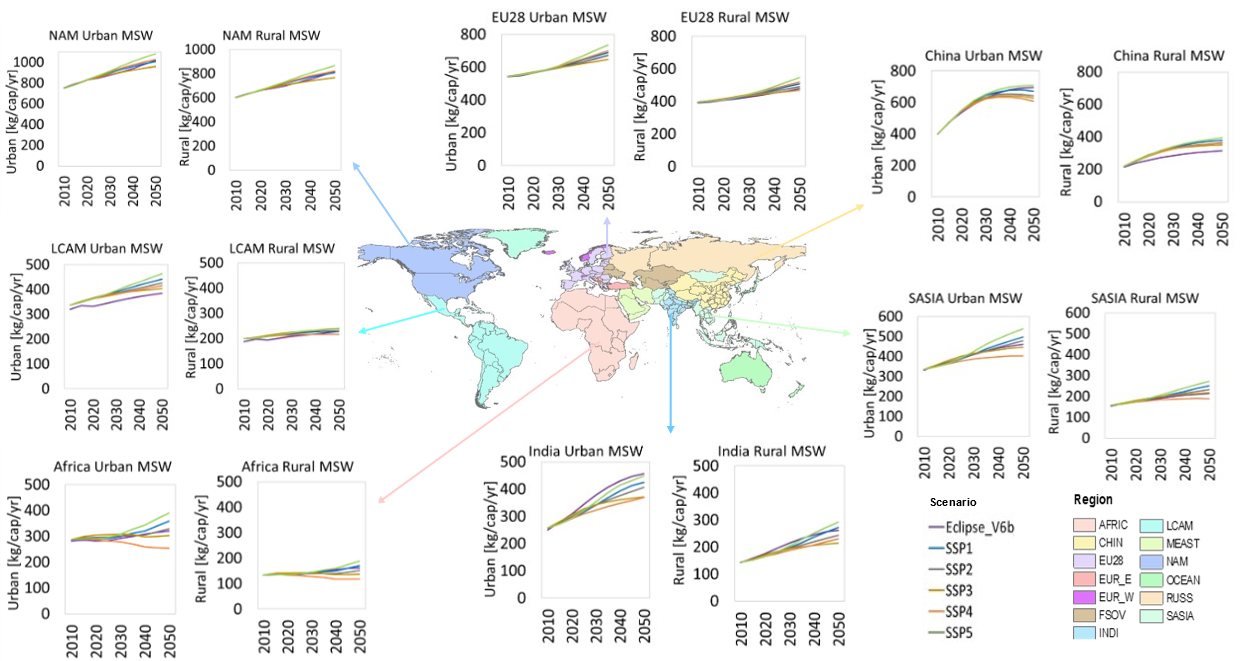 NAM Urban MSW
Urban [kg/cap/yr]
1000
800
600
400
200
0
2010 2020 2030 2040 2050
NAM Rural MSW
Rural [kg/cap/yr]
1000
800
600
400
200
0
2010 2020 2030 2040 2050
EU28 Urban MSW
Urban [kg/cap/yr]
800
600
400
200
0
2010 2020 2030 2040 2050
EU28 Rural MSW
Rural [kg/cap/yr]
800
600
400
200
0
2010 2020 2030 2040 2050
China Urban MSW
Urban [kg/cap/yr]
800
600
400
200
0
2010 2020 2030 2040 2050
China Rural MSW
Rural [kg/cap/yr]
800
600
400
200
0
2010 2020 2030 2040 2050
LCAM Urban MSW
Urban [kg/cap/yr]
500
400
300
200
100
0
2010 2020 2030 2040 2050
LCAM Rural MSW
Rural [kg/cap/yr]
500
400
300
200
100
0
2010 2020 2030 2040 2050
SASIA Urban MSW
Urban [kg/cap/yr]
600
500
400
300
200
100
0
2010 2020 2030 2040 2050
SASIA Rural MSW
Rural [kg/cap/yr]
600
500
400
300
200
100
0
2010 2020 2030 2040 2050
Africa Urban MSW
Urban [kg/cap/yr]
500
400
300
200
100
0
2010 2020 2030 2040 2050
Africa Rural MSW
Rural [kg/cap/yr]
500
400
300
200
100
0
2010 2020 2030 2040 2050
India Urban MSW
Urban [kg/cap/yr]
500
400
300
200
100
0
2010 2020 2030 2040 2050
India Rural MSW
Rural [kg/cap/yr]
500
400
300
200
100
0
2010 2020 2030 2040 2050
Scenario
Eclipse_V6b
SSP1
SSP2
SSP3
SSP4
SSP5
Region
AFRIC
CHIN
EU28
EUR_E
EUR_W
FSOV
INDI
LCAM
MEAST
NAM
OCEAN
RUSS
SASIA